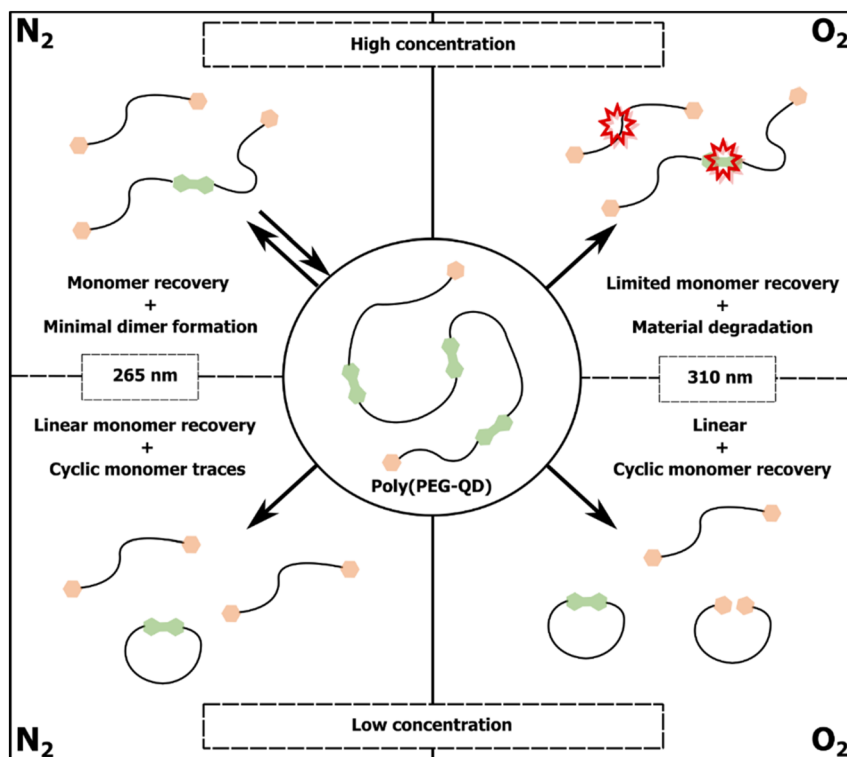 N2
High concentration
O2
Monomer recovery
+
Minimal dimer formation
Limited monomer recovery
+
Material degradation
265 nm
310 nm
Linear monomer recovery
+
Cyclic monomer traces
Linear
+
Cyclic monomer recovery
Poly(PEG-QD)
N2
Low concentration
O2